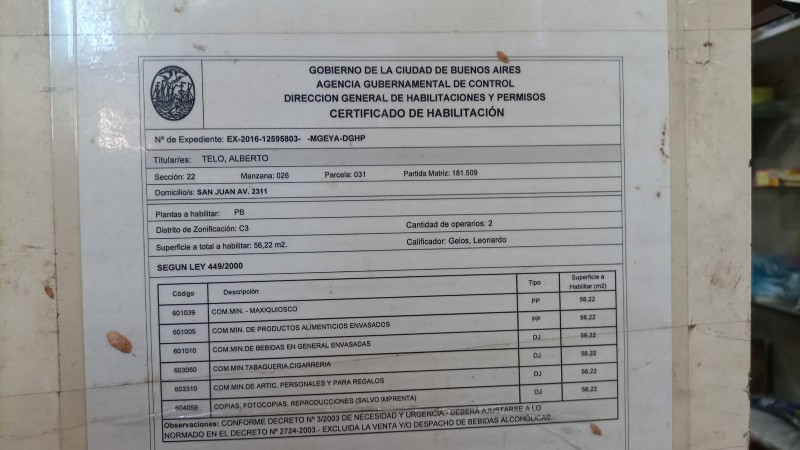 GOBIERNO DE LA CIUDAD DE BUENOS AIRES
AGENCIA GUBERNAMENTAL DE CONTROL
DIRECCION GENERAL DE HABILITACIONES Y PERMISOS
CERTIFICADO DE HABILITACIÓN
Nº de Expediente: EX-2016-12595803- -MGEYA-DGHP
Titular/es: TELO, ALBERTO
Sección: 22 Manzana: 026 Parcela: 031 Partida Matriz: 181.509
Domicilio/s: SAN JUAN AV. 2311
Plantas a habilitar: PB
Distrito de Zonificación: C3 Cantidad de operarios: 2
Superficie a total a habilitar: 56,22 m2. Calificador: Gelos, Leonardo
SEGUN LEY 449/2000
Código Descripción Tipo Superficie a Habilitar (m2)
601039 COM.MIN. - MAXIQUIOSCO PP 56,22
601005 COM.MIN. DE PRODUCTOS ALIMENTICIOS ENVASADOS PP 56,22
601010 COM.MIN.DE BEBIDAS EN GENERAL ENVASADAS DJ 56,22
603060 COM.MIN.TABAQUERIA,CIGARRERIA DJ 56,22
603310 COM.MIN.DE ARTIC. PERSONALES Y PARA REGALOS DJ 56,22
604059 COPIAS, FOTOCOPIAS, REPRODUCCIONES (SALVO IMPRENTA)
Observaciones: CONFORME DECRETO Nº 3/2003 DE NECESIDAD Y URGENCIA - DEBERÁ AJUSTARSE A LO
NORMADO EN EL DECRETO Nº 2724-2003.- EXCLUIDA LA VENTA Y/O DESPACHO DE BEBIDAS ALCOHÓLICAS.